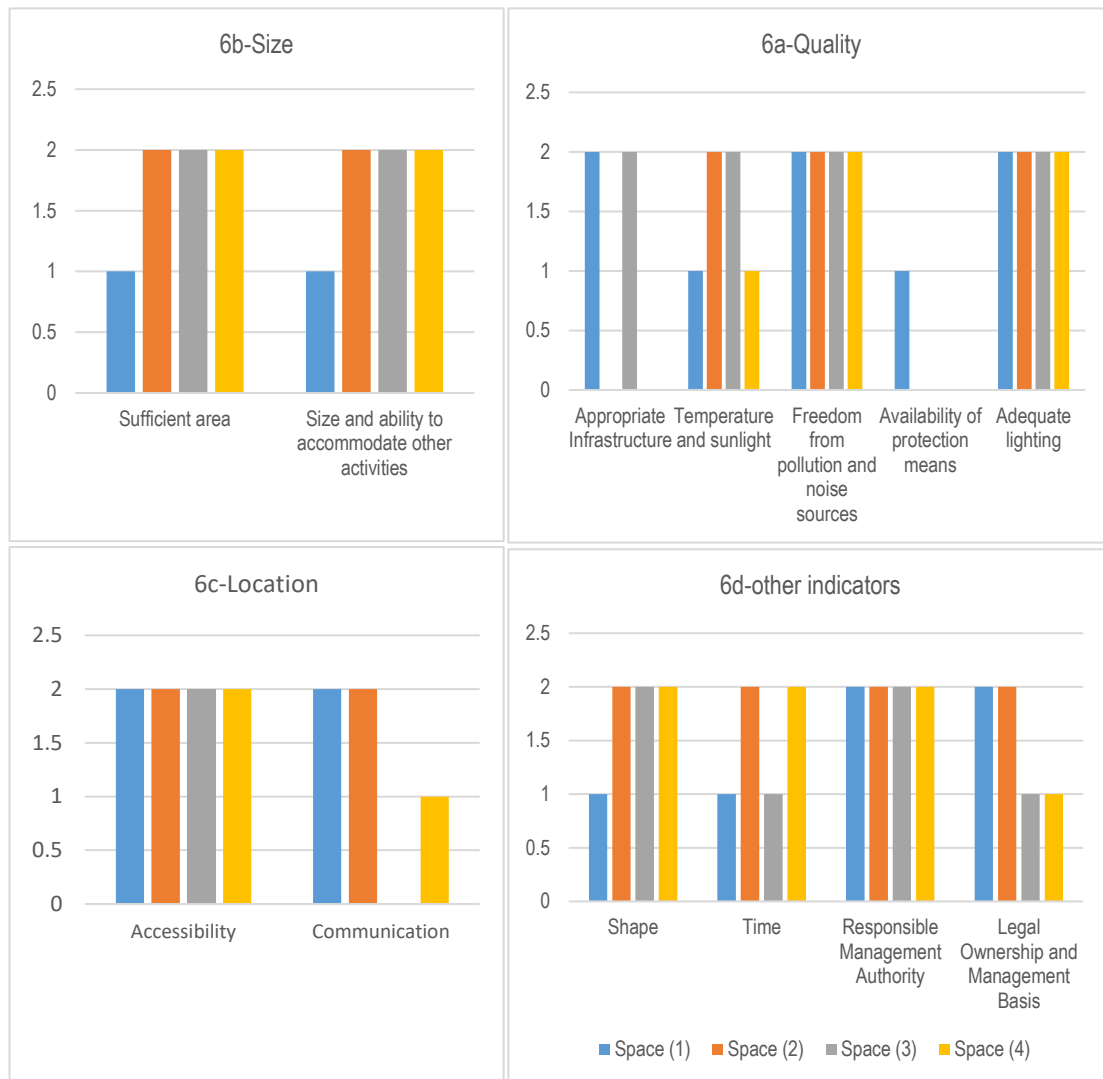 6b-Size
2.5
2
1.5
1
0.5
0
Sufficient area
Size and ability to
accommodate other
activities
6a-Quality
2.5
2
1.5
1
0.5
0
Appropriate
Infrastructure
Temperature
and sunlight
Freedom
from
pollution and
noise
sources
Availability of
protection
means
Adequate
lighting
6c-Location
2.5
2
1.5
1
0.5
0
Accessibility
Communication
6d-other indicators
2.5
2
1.5
1
0.5
0
Shape
Time
Responsible
Management
Authority
Legal
Ownership and
Management
Basis
Space (1) Space (2) Space (3) Space (4)